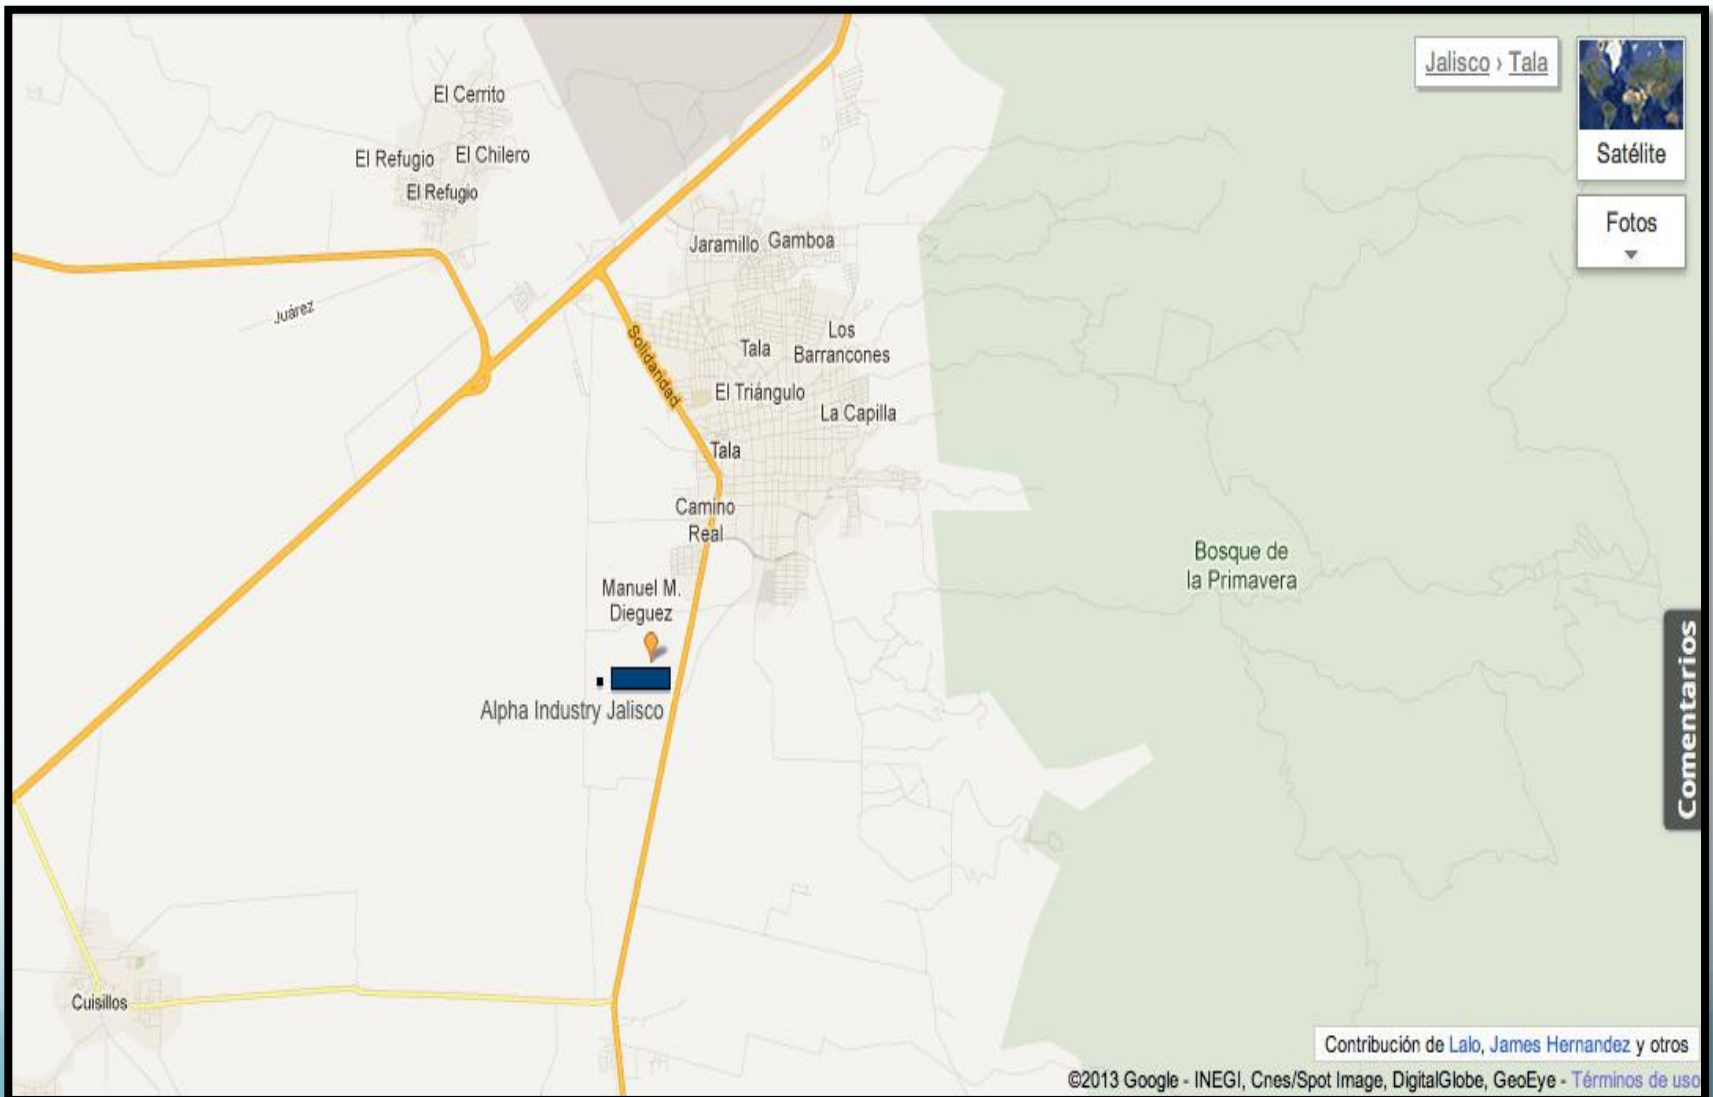 Jalisco › Tala
Satélite
Fotos
El Cerrito
El Refugio
El Chilero
El Refugio
Jaramillo
Gamboa
Juárez
Solidaridad
Tala
Los
Barrancones
El Triángulo
La Capilla
Tala
Camino
Real
Bosque de
la Primavera
Manuel M.
Dieguez
Alpha Industry Jalisco
Comentarios
Cuisillos
Contribución de Lalo, James Hernandez y otros
©2013 Google - INEGI, Cnes/Spot Image, DigitalGlobe, GeoEye - Términos de uso